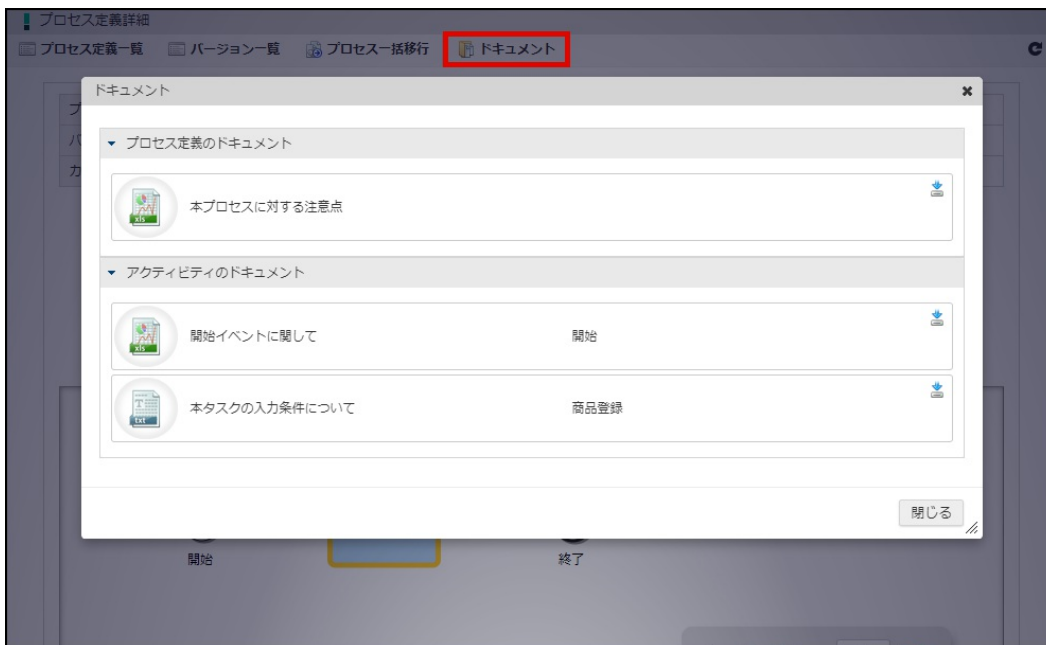 プロセス定義詳細
プロセス定義一覧 バージョン一覧 プロセス一括移行 ドキュメント
ドキュメント
プ
バ
カ
プロセス定義のドキュメント
xls 本プロセスに対する注意点
アクティビティのドキュメント
xls 開始イベントに関して 開始
txt 本タスクの入力条件について 商品登録
閉じる
開始 終了